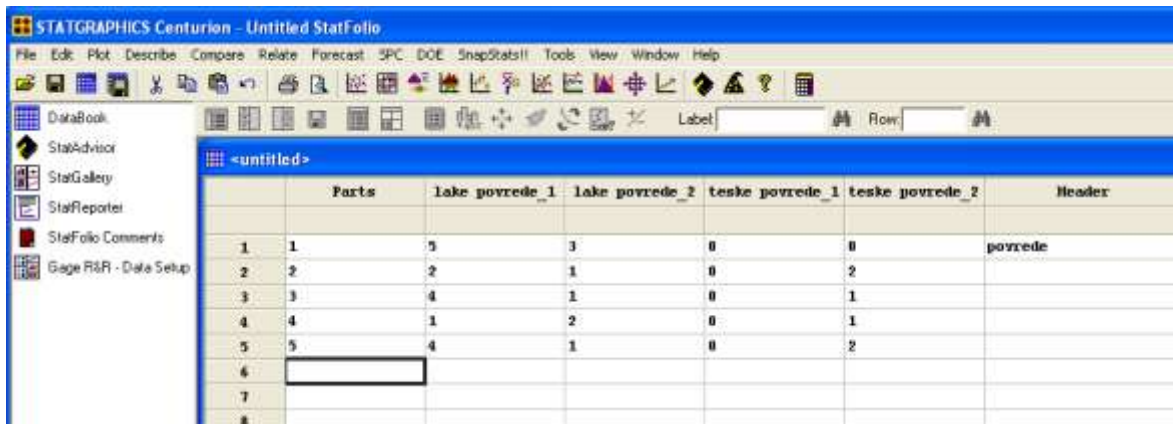 STATGRAPHICS Centurion - Untitled StatFolio
File Edit Plot Describe Compare Relate Forecast SPC DOE SnapStats!! Tools View Window Help
Label: Row:
DataBook
StatAdvisor
StatGallery
StatReporter
StatFolio Comments
Gage R&R - Data Setup
<untitled>
Parts lake povrede_1 lake povrede_2 teske povrede_1 teske povrede_2 Header
1 1 5 3 0 0 povrede
2 2 2 1 0 2
3 3 4 1 0 1
4 4 1 2 0 1
5 5 4 1 0 2
6
7
8